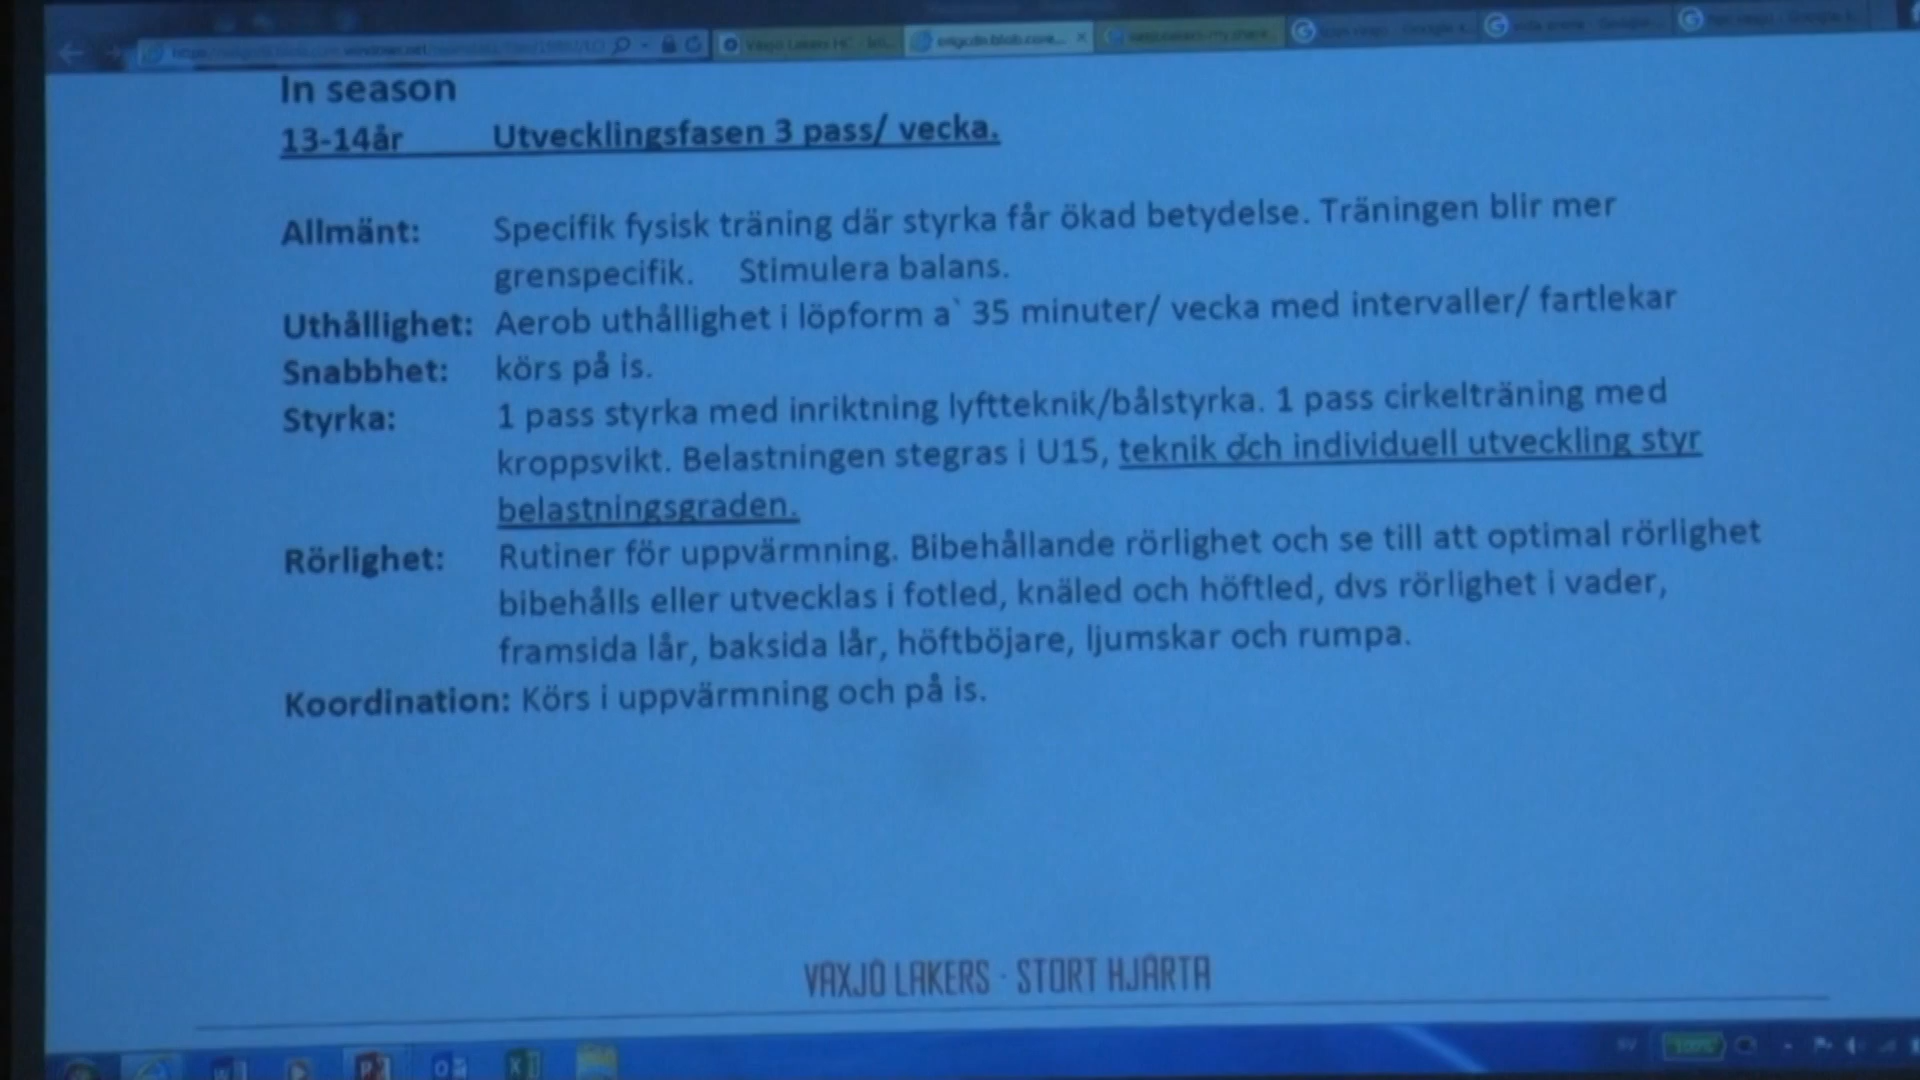 Växjö Lakers HC
In season
13-14år Utvecklingsfasen 3 pass/ vecka.
Allmänt: Specifik fysisk träning där styrka får ökad betydelse. Träningen blir mer
grenspecifik. Stimulera balans.
Uthållighet: Aerob uthållighet i löpform a` 35 minuter/ vecka med intervaller/ fartlekar
Snabbhet: körs på is.
Styrka: 1 pass styrka med inriktning lyftteknik/bålstyrka. 1 pass cirkelträning med
kroppsvikt. Belastningen stegras i U15, teknik och individuell utveckling styr
belastningsgraden.
Rörlighet: Rutiner för uppvärmning. Bibehållande rörlighet och se till att optimal rörlighet
bibehålls eller utvecklas i fotled, knäled och höftled, dvs rörlighet i vader,
framsida lår, baksida lår, höftböjare, ljumskar och rumpa.
Koordination: Körs i uppvärmning och på is.
VÄXJÖ LAKERS · STORT HJÄRTA
SV 100%